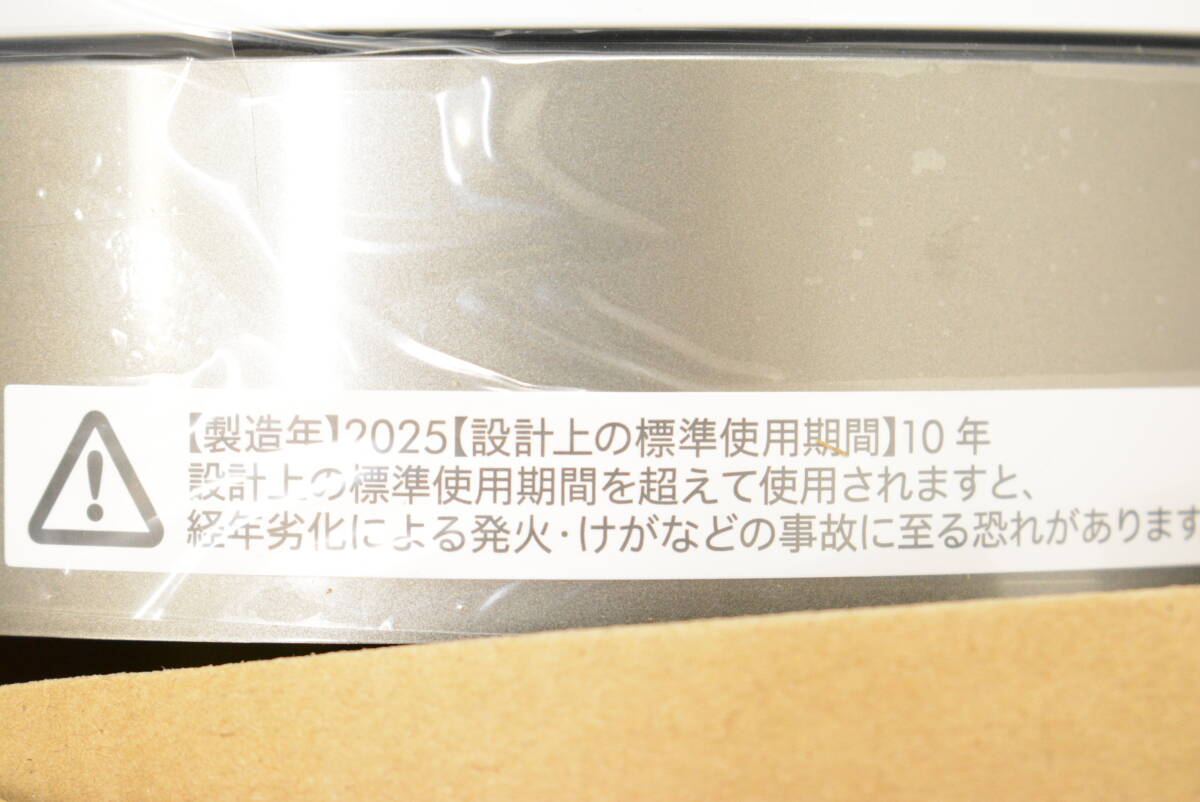 【製造年】2025【設計上の標準使用期間】10年
設計上の標準使用期間を超えて使用されますと、
経年劣化による発火・けがなどの事故に至る恐れがあります